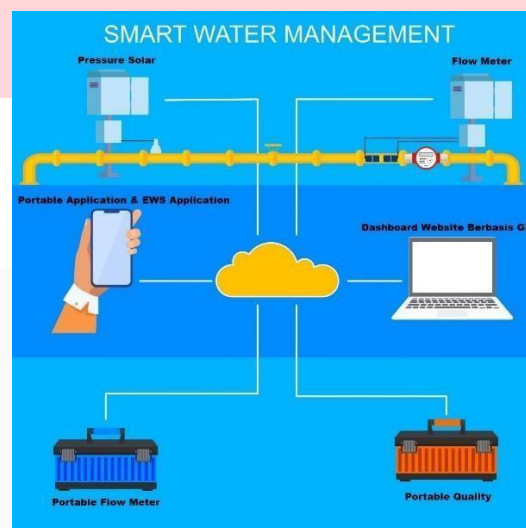 SMART WATER MANAGEMENT
Pressure Solar
Flow Meter
Portable Application & EWS Application
Dashboard Website Berbasis G
Portable Flow Meter
Portable Quality